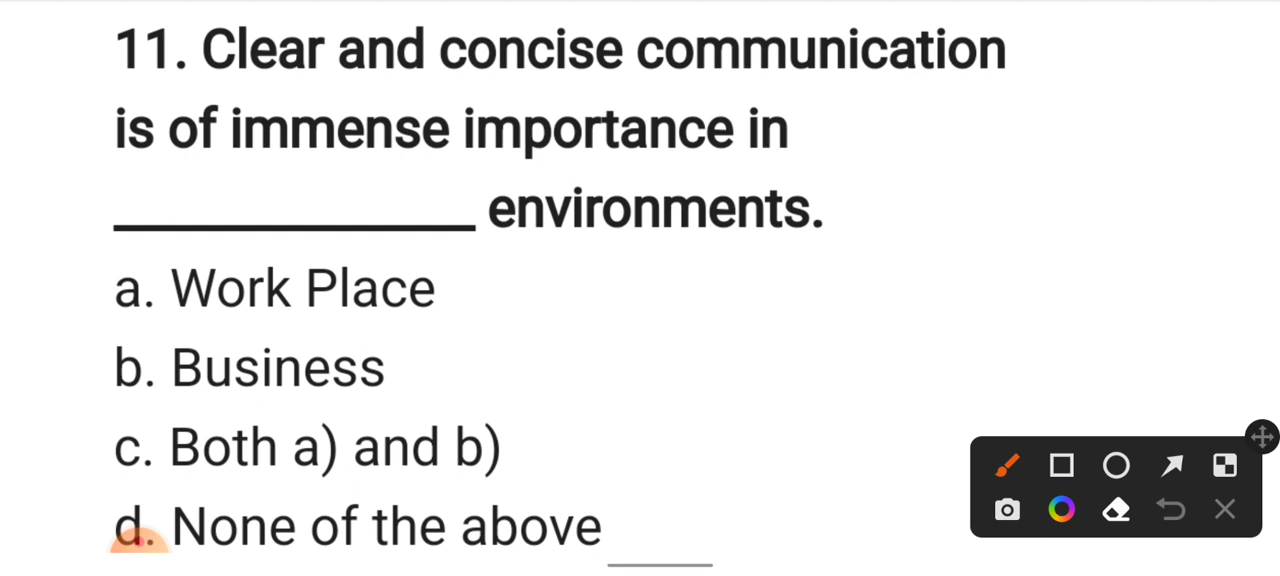 11. Clear and concise communication
is of immense importance in
______________ environments.
a. Work Place
b. Business
c. Both a) and b)
d. None of the above